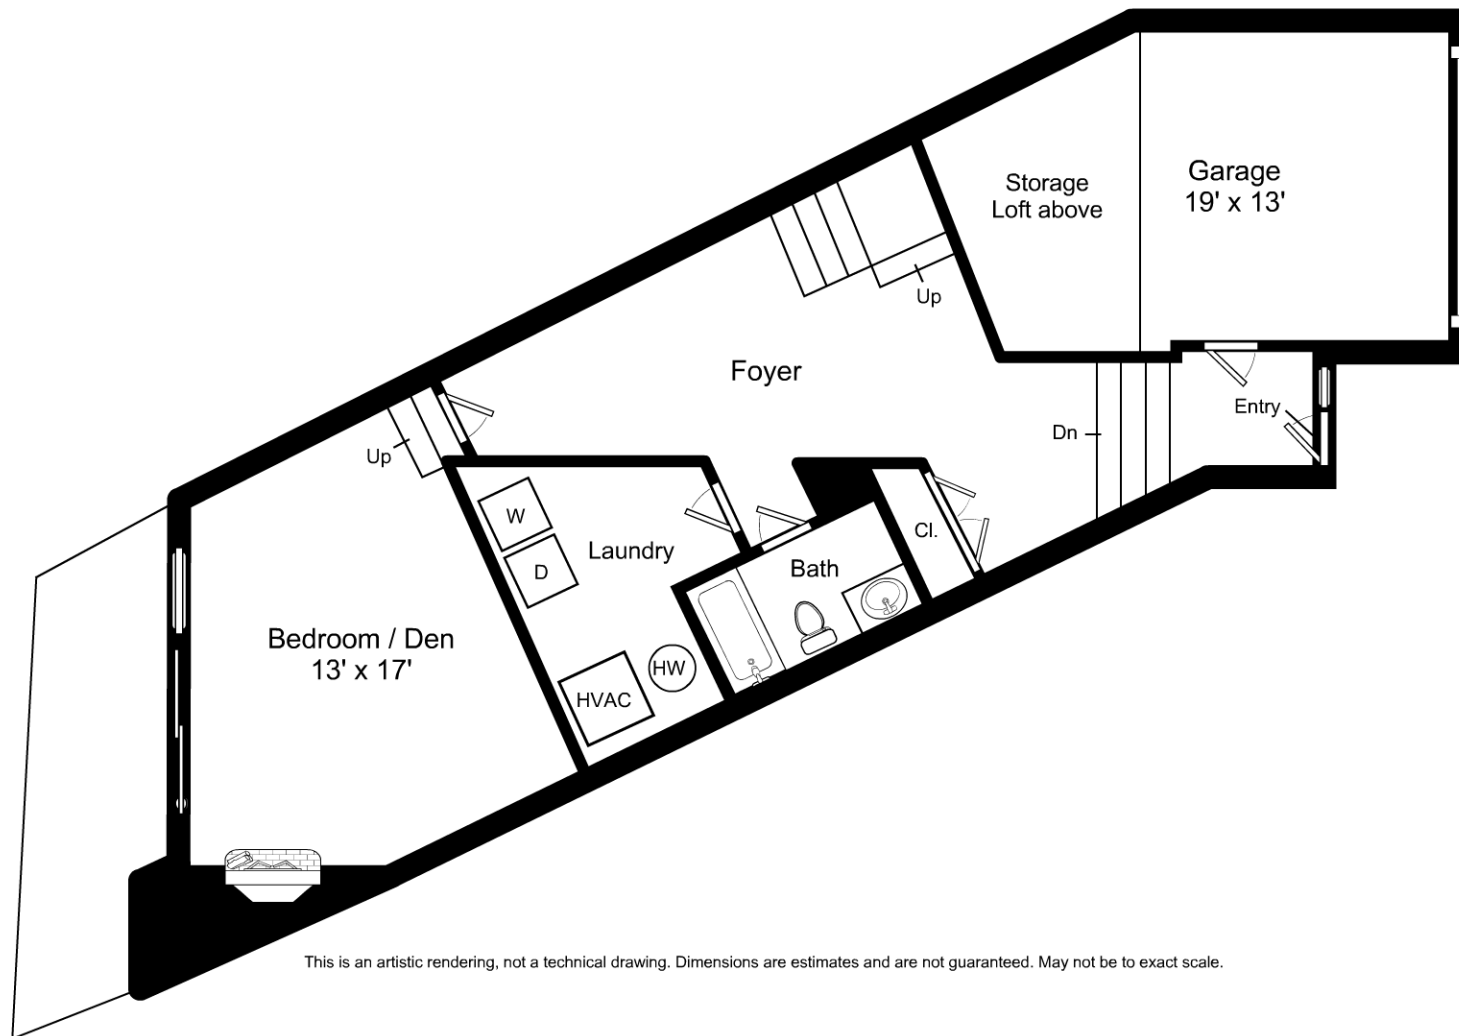 Garage
19' x 13'
Storage
Loft above
Up
Foyer
Entry
Dn
Up
W
D
Laundry
Cl.
Bath
Bedroom / Den
13' x 17'
HW
HVAC
This is an artistic rendering, not a technical drawing. Dimensions are estimates and are not guaranteed. May not be to exact scale.